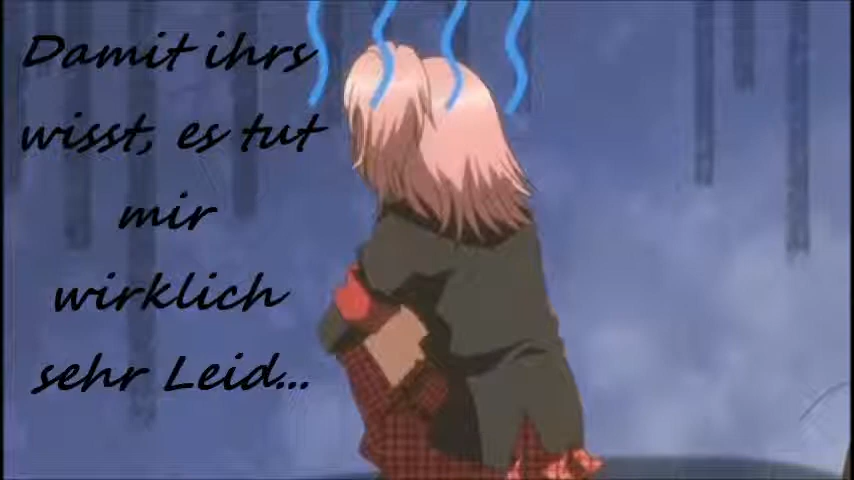 Damit ihrs
wisst, es tut
mir
wirklich
sehr Leid...